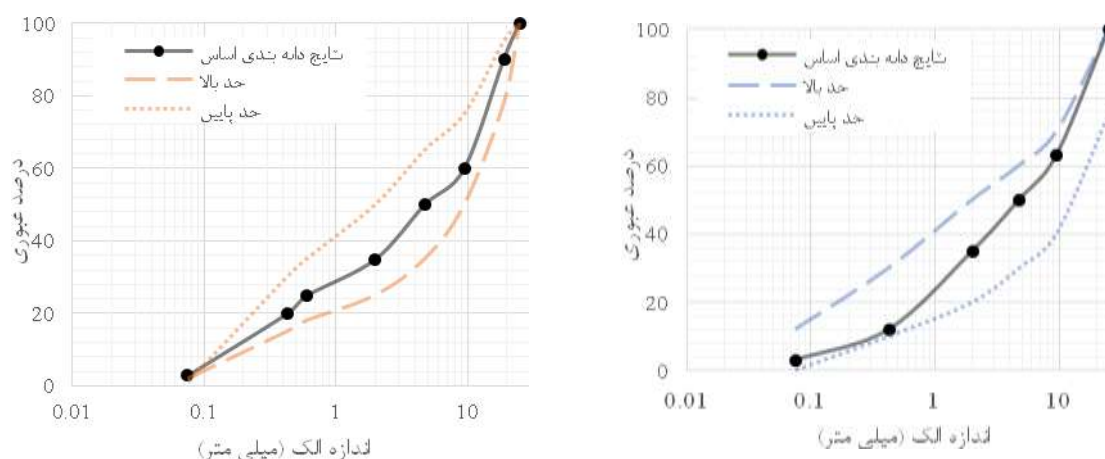 100
80
60
40
20
0
0.01
0.1
1
10
درصد عبوری
اندازه الک (میلی متر)
نتایج دانه بندی اساس
حد بالا
حد پایین
100
80
60
40
20
0
0.01
0.1
1
10
درصد عبوری
اندازه الک (میلی متر)
نتایج دانه بندی اساس
حد بالا
حد پایین